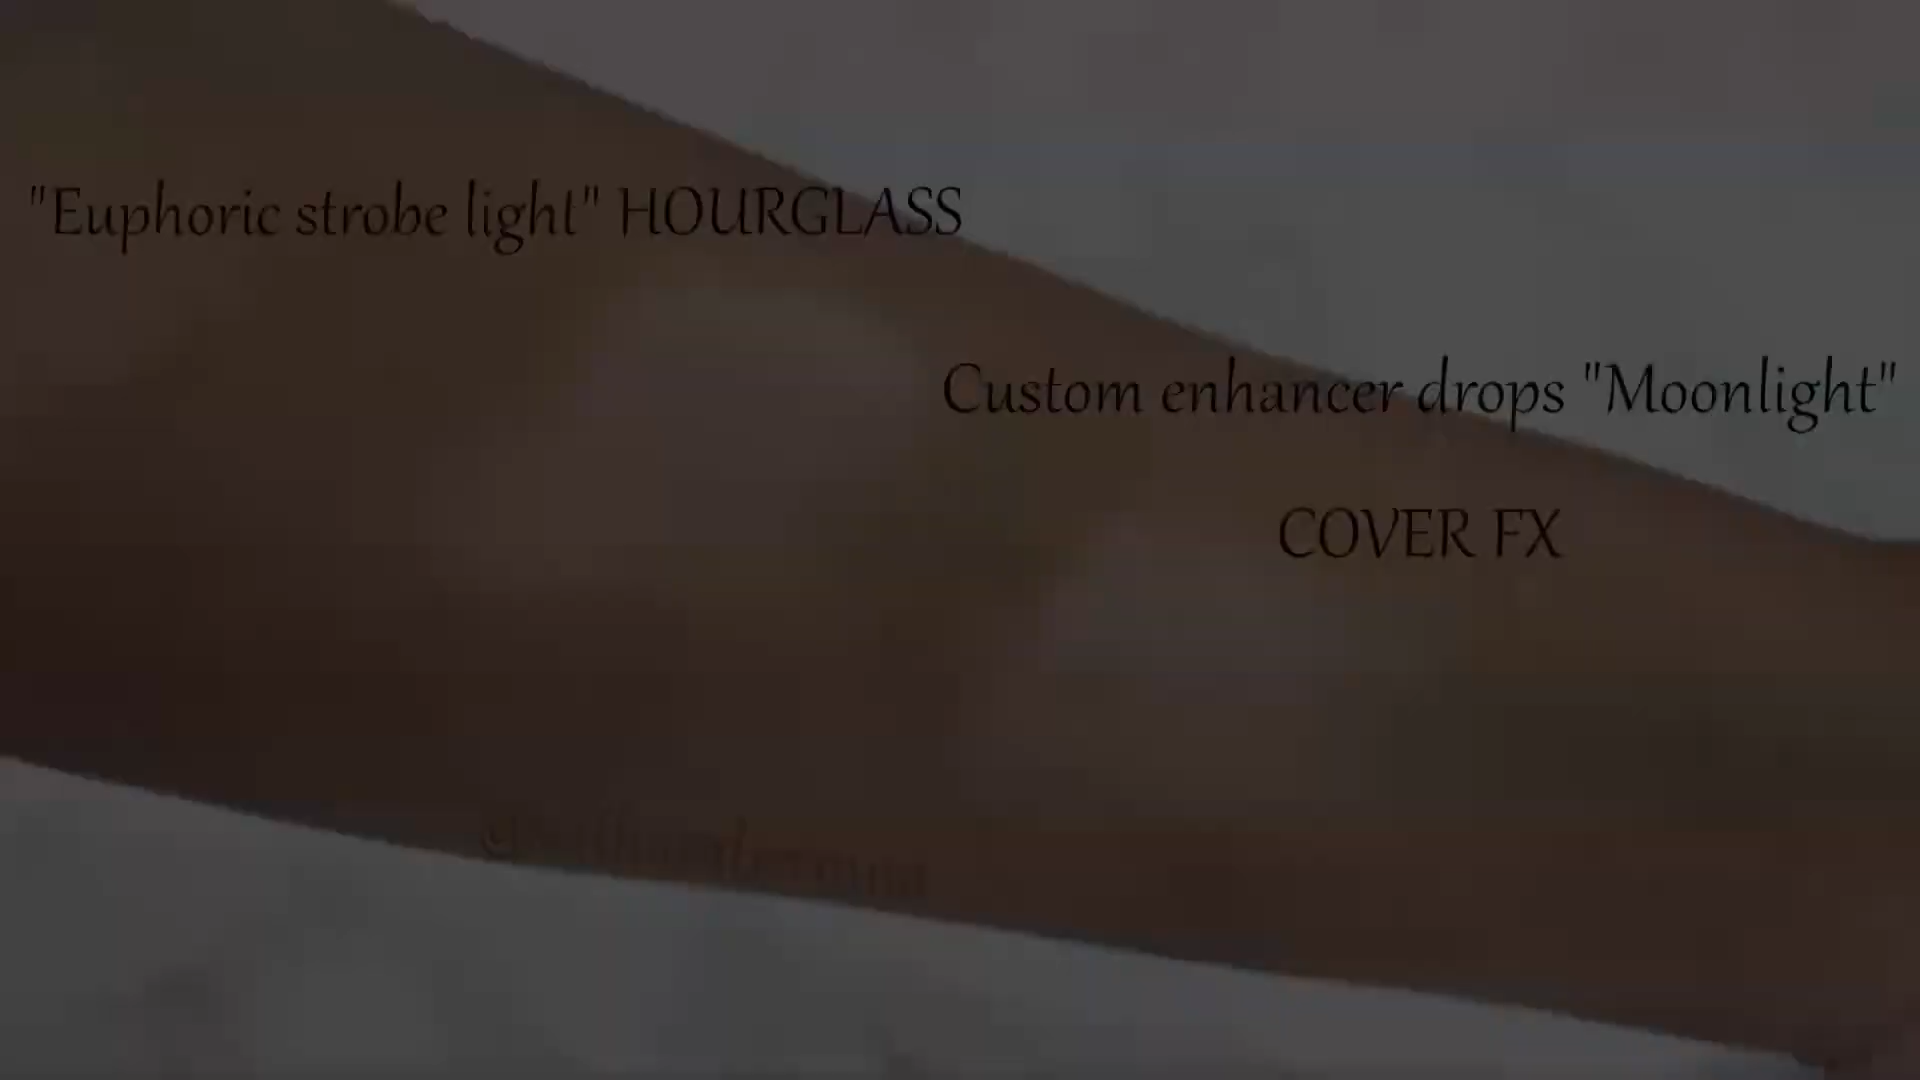 "Euphoric strobe light" HOURGLASS
Custom enhancer drops "Moonlight"
COVER FX